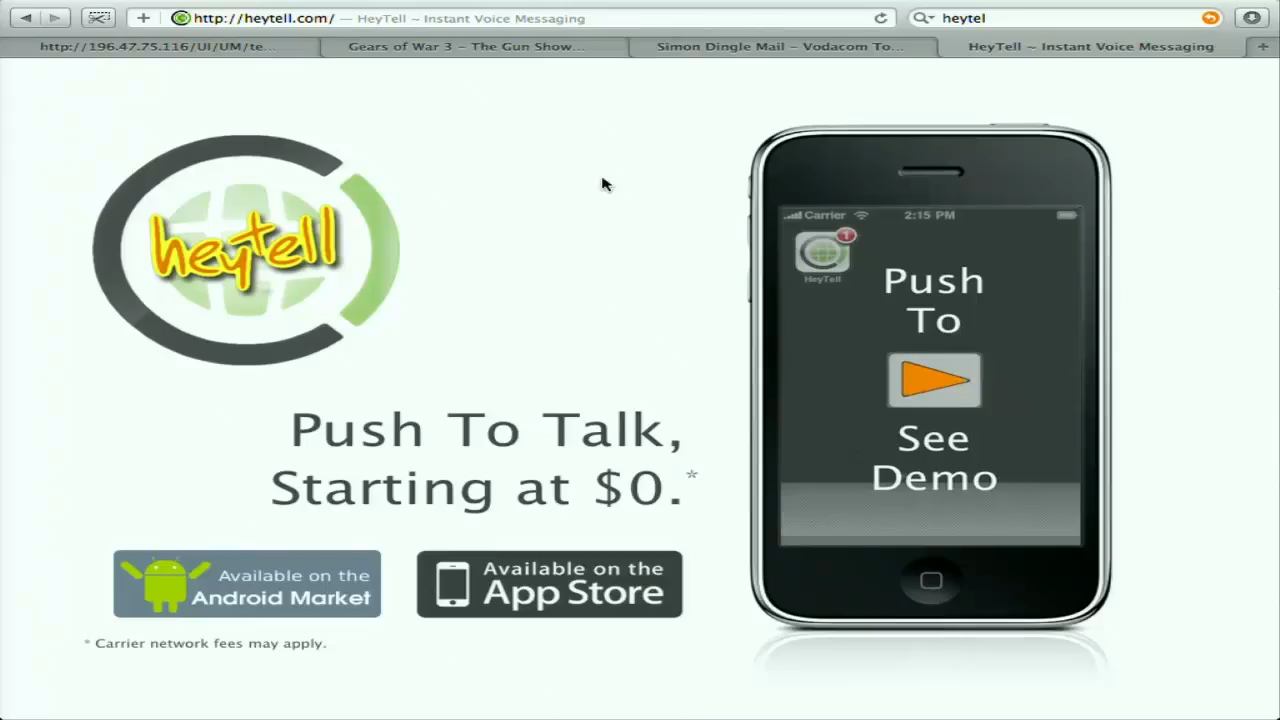 http://heytell.com/ — HeyTell ~ Instant Voice Messaging
heytel
http://196.47.75.116/UI/UM/te...
Gears of War 3 – The Gun Show...
Simon Dingle Mail – Vodacom To...
HeyTell ~ Instant Voice Messaging
heytell
Push To Talk,
Starting at $0.*
Available on the
Android Market
Available on the
App Store
* Carrier network fees may apply.
Carrier
2:15 PM
1
HeyTell
Push
To
See
Demo